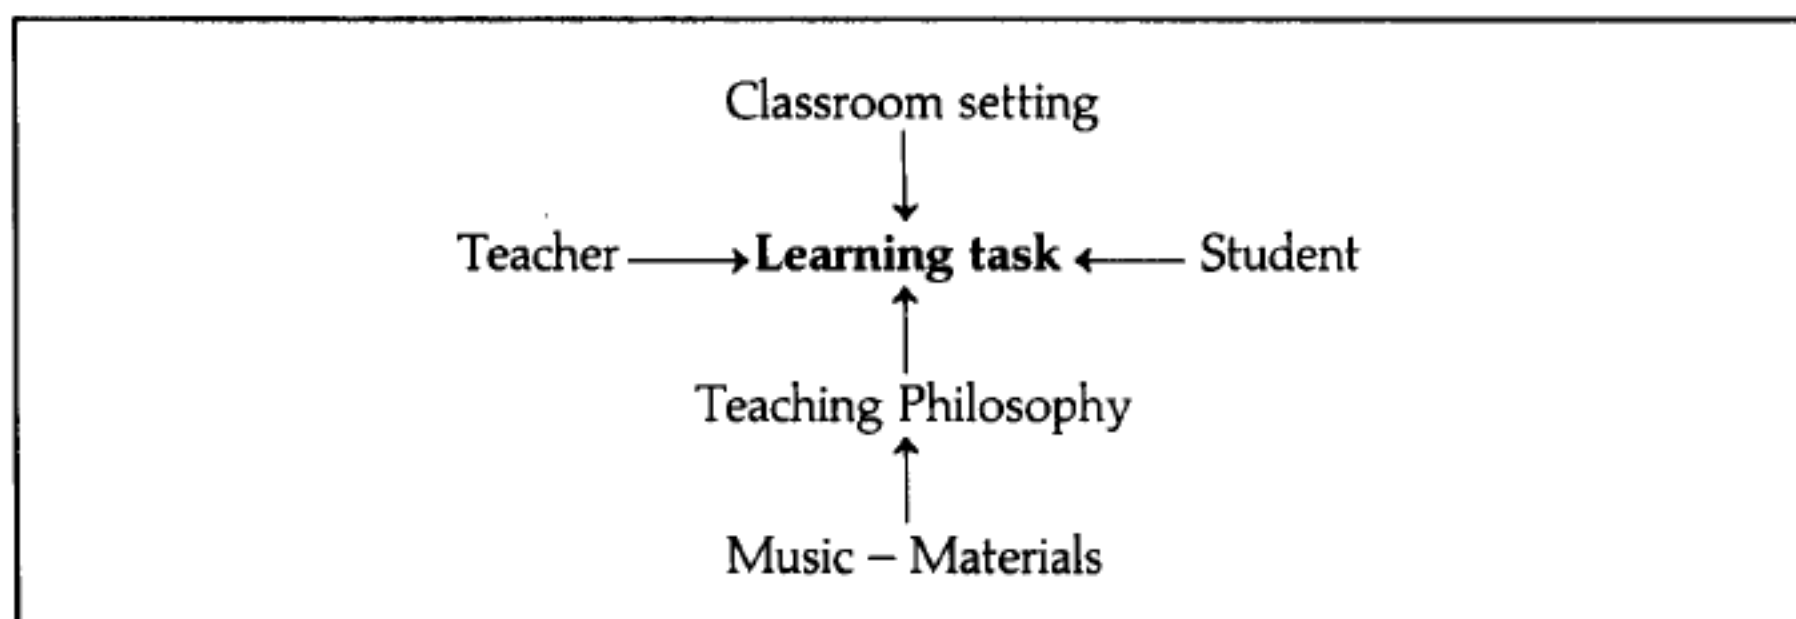 Classroom setting
Teacher Learning task Student
Teaching Philosophy
Music – Materials